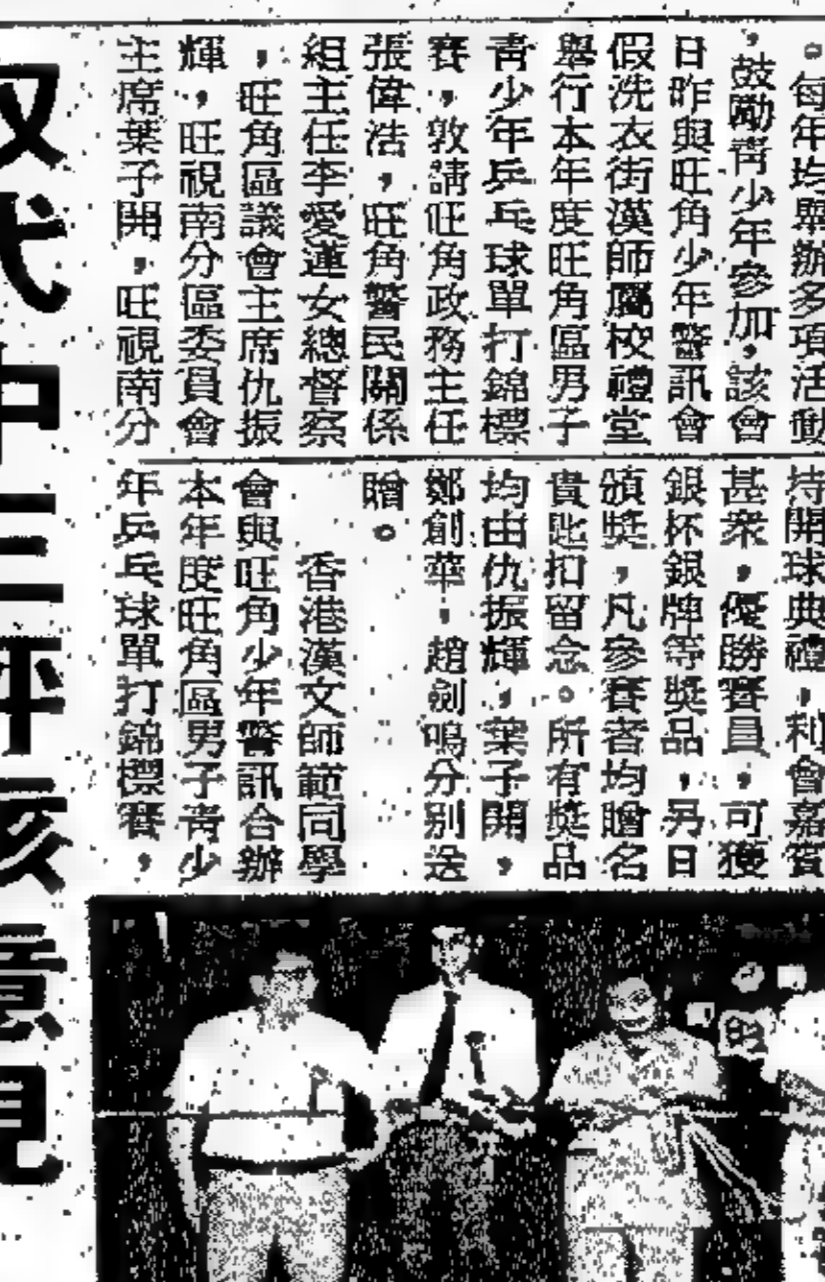 。每年均舉辦多項活動
，鼓勵青少年參加，該會
日昨與旺角少年警訊會
假洗衣街漢師屬校禮堂
舉行本年度旺角區男子
青少年乒乓球單打錦標
賽，敦請旺角政務主任
張偉浩，旺角警民關係
組主任李愛蓮女總督察
，旺角區議會主席仇振
輝，旺視南分區委員會
主席葉子開，旺視南分
持開球典禮，利會嘉賓
甚衆，優勝賽員，可獲
銀杯銀牌等獎品，另日
頒獎，凡參賽者均贈名
貴匙扣留念。所有獎品
均由仇振輝，葉子開，
鄭創華，趙劍鳴分別送
贈。
香港漢文師範同學
會與旺角少年警訊合辦
本年度旺角區男子青少
年乒乓球單打錦標賽，
取代中三評核意見